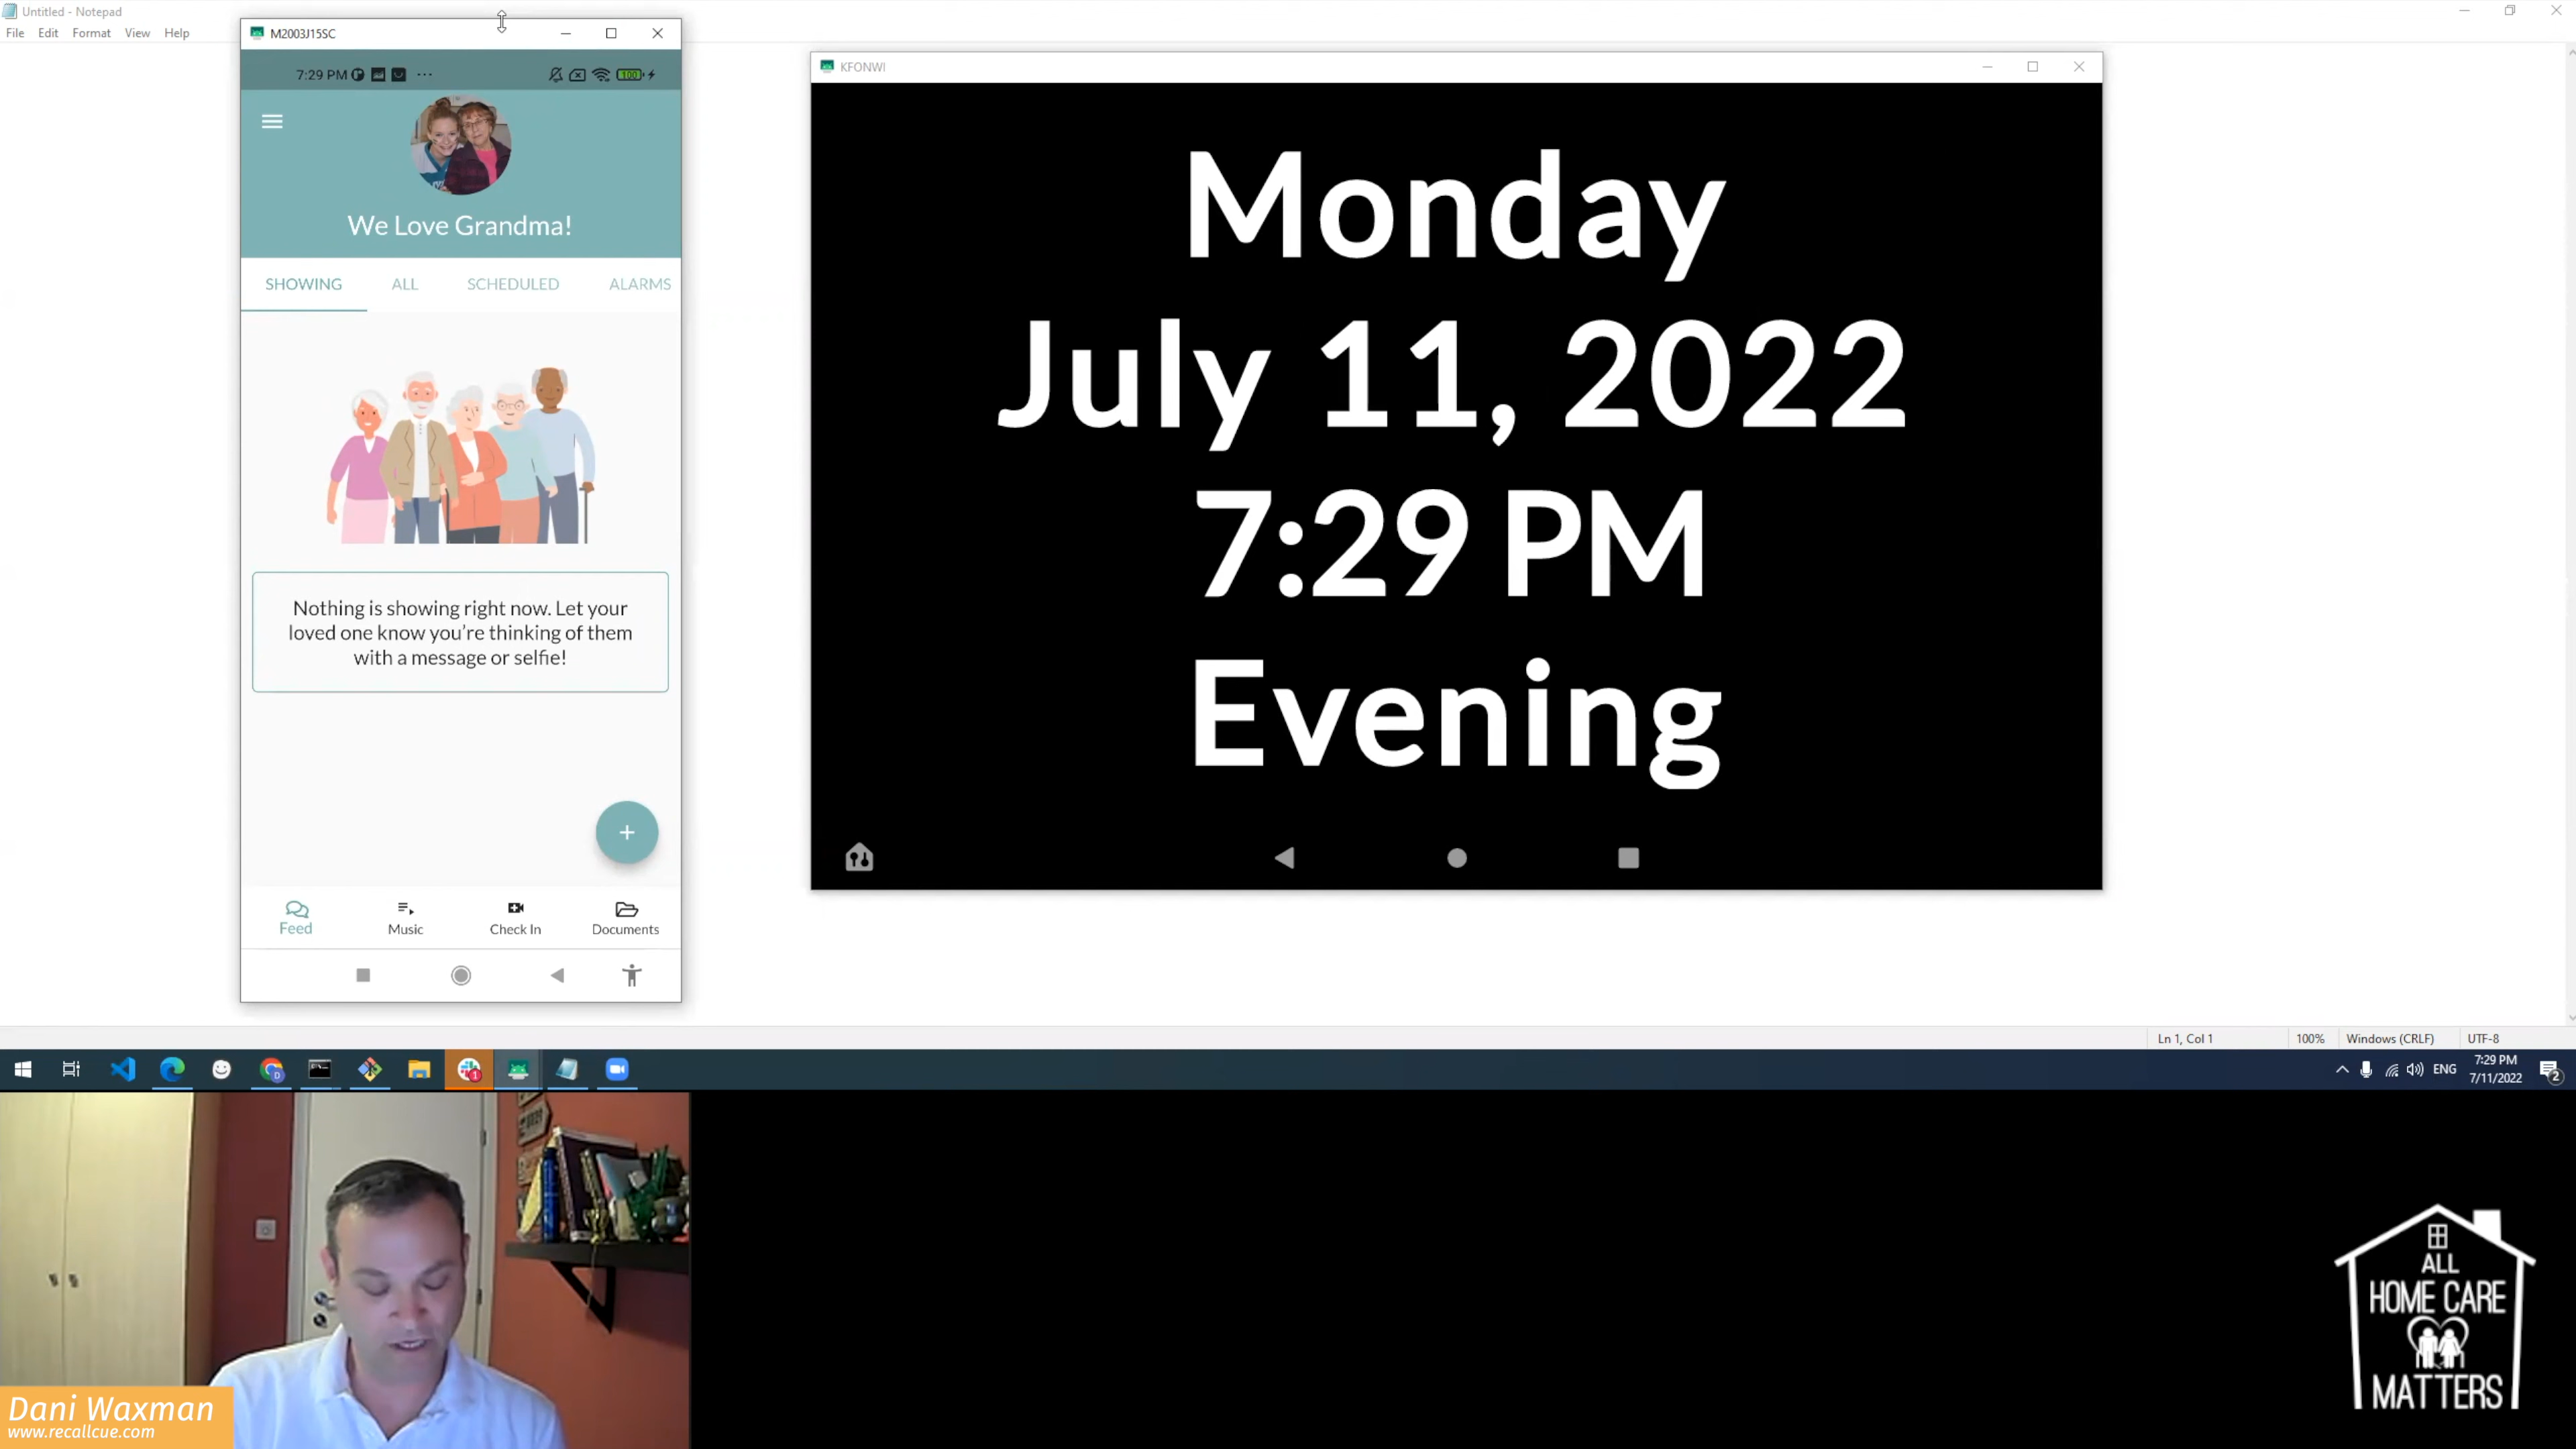 Untitled - Notepad
File Edit Format View Help
M2003J15SC
7:29 PM
100
We Love Grandma!
SHOWING ALL SCHEDULED ALARMS
Nothing is showing right now. Let your
loved one know you're thinking of them
with a message or selfie!
+
Feed Music Check In Documents
KFONWI
Monday
July 11, 2022
7:29 PM
Evening
Ln 1, Col 1 100% Windows (CRLF) UTF-8
1
ENG
7:29 PM
7/11/2022
2
Dani Waxman
www.recallcue.com
ALL
HOME CARE
MATTERS